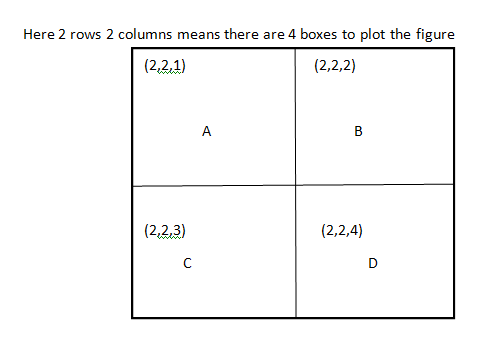 Here 2 rows 2 columns means there are 4 boxes to plot the figure
(2,2,1) (2,2,2)
A B
(2,2,3) (2,2,4)
C D